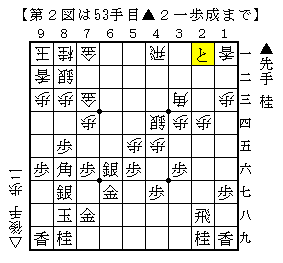 【第２図は53手目▲２一歩成まで】
９ ８ ７ ６ ５ ４ ３ ２ １
王 桂 金 飛 と 香 一
香 銀 二
歩 歩 金 角 歩 三
歩 銀 歩 歩 四
歩 歩 歩 五
歩 角 歩 銀 歩 歩 六
銀 金 歩 歩 七
玉 金 飛 八
香 桂 桂 香 九
▲先手 桂
△後手 歩二